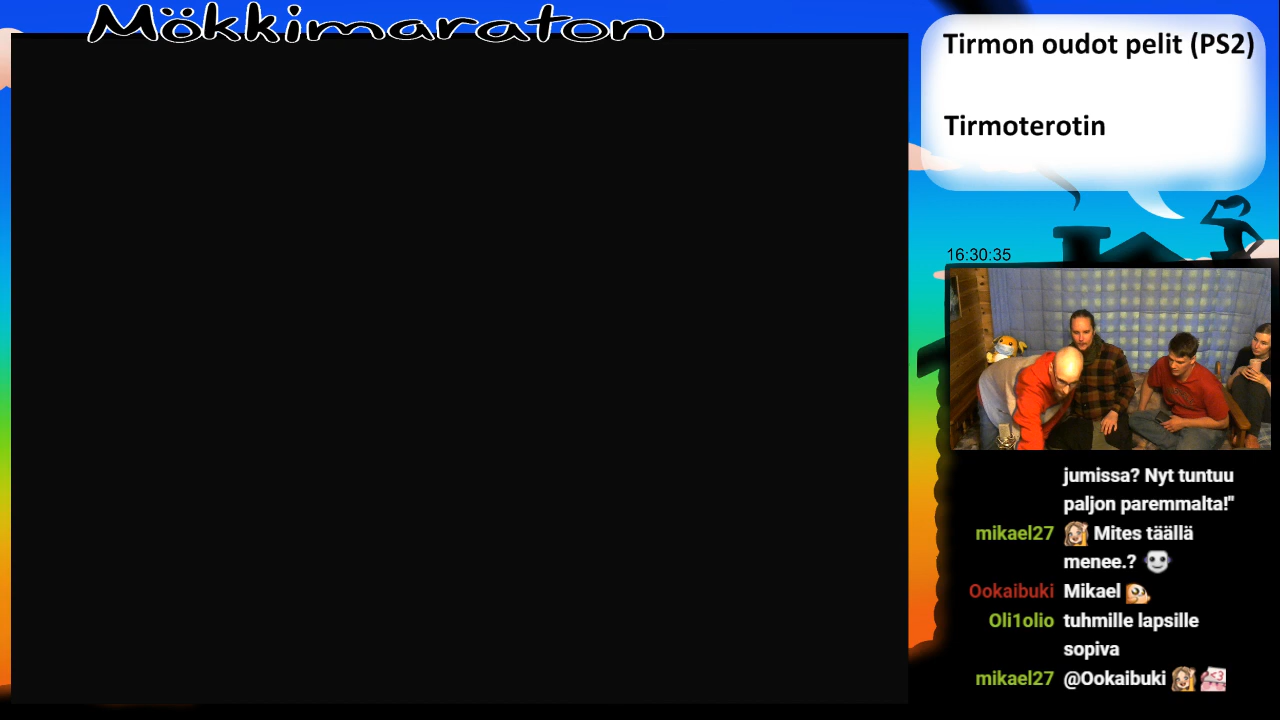 Mökkimaraton
Tirmon oudot pelit (PS2)
Tirmoterotin
16:30:35
jumissa? Nyt tuntuu
paljon paremmalta!"
mikael27 Mites täällä
menee.?
Ookaibuki Mikael
Oli1olio tuhmille lapsille
sopiva
mikael27 @Ookaibuki